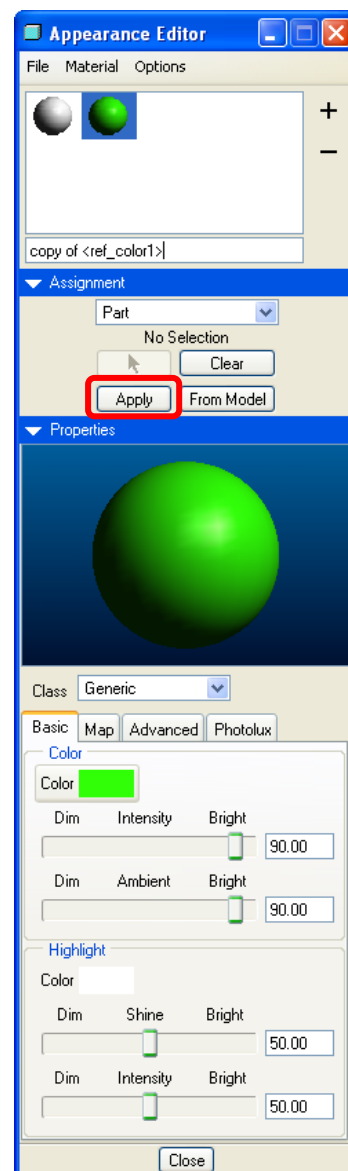 Appearance Editor
File Material Options
+
−
copy of <ref_color1>
Assignment
Part
No Selection
Clear
Apply From Model
Properties
Class Generic
Basic Map Advanced Photolux
Color
Color
Dim Intensity Bright
90.00
Dim Ambient Bright
90.00
Highlight
Color
Dim Shine Bright
50.00
Dim Intensity Bright
50.00
Close